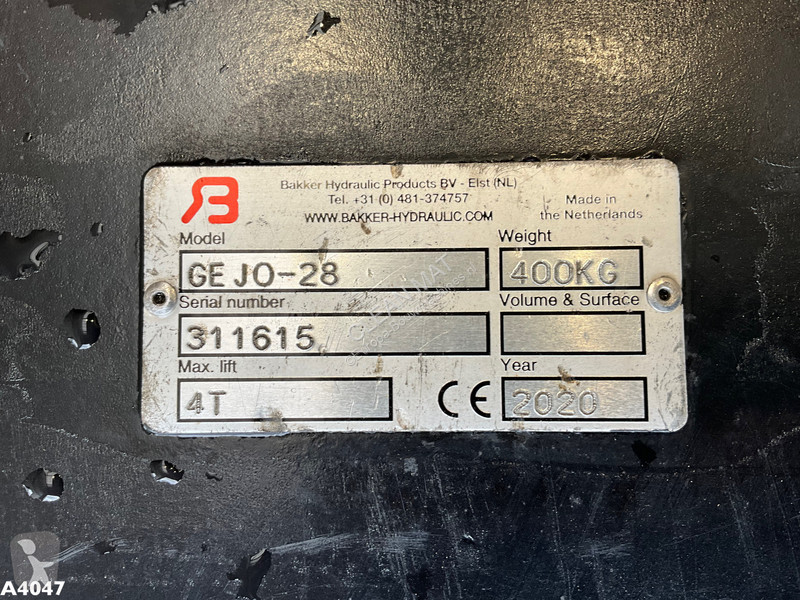 B
Bakker Hydraulic Products BV - Elst (NL)
Tel. +31 (0) 481-374757
WWW.BAKKER-HYDRAULIC.COM
Made in
the Netherlands
Model
GE JO-28
Weight
400KG
Serial number
311615
Volume & Surface
Max. lift
4T
CE
Year
2020
A4047